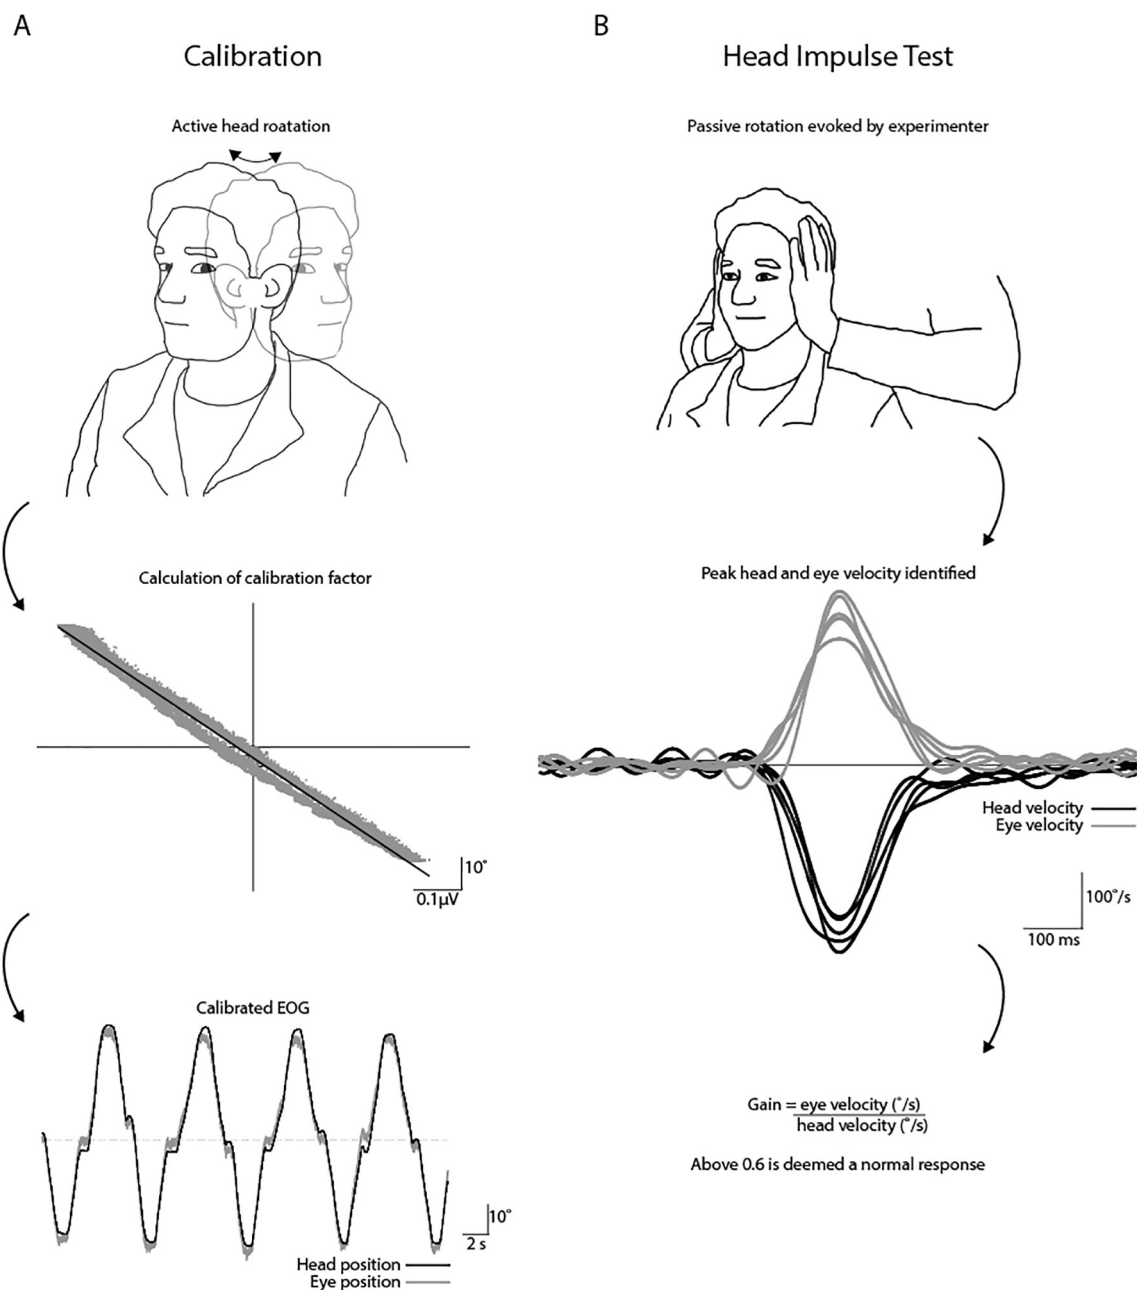 A
Calibration
Active head roatation
Calculation of calibration factor
10°
0.1µV
Calibrated EOG
10°
2 s
Head position
Eye position
B
Head Impulse Test
Passive rotation evoked by experimenter
Peak head and eye velocity identified
Head velocity
Eye velocity
100°/s
100 ms
Gain = eye velocity (°/s)
head velocity (°/s)
Above 0.6 is deemed a normal response